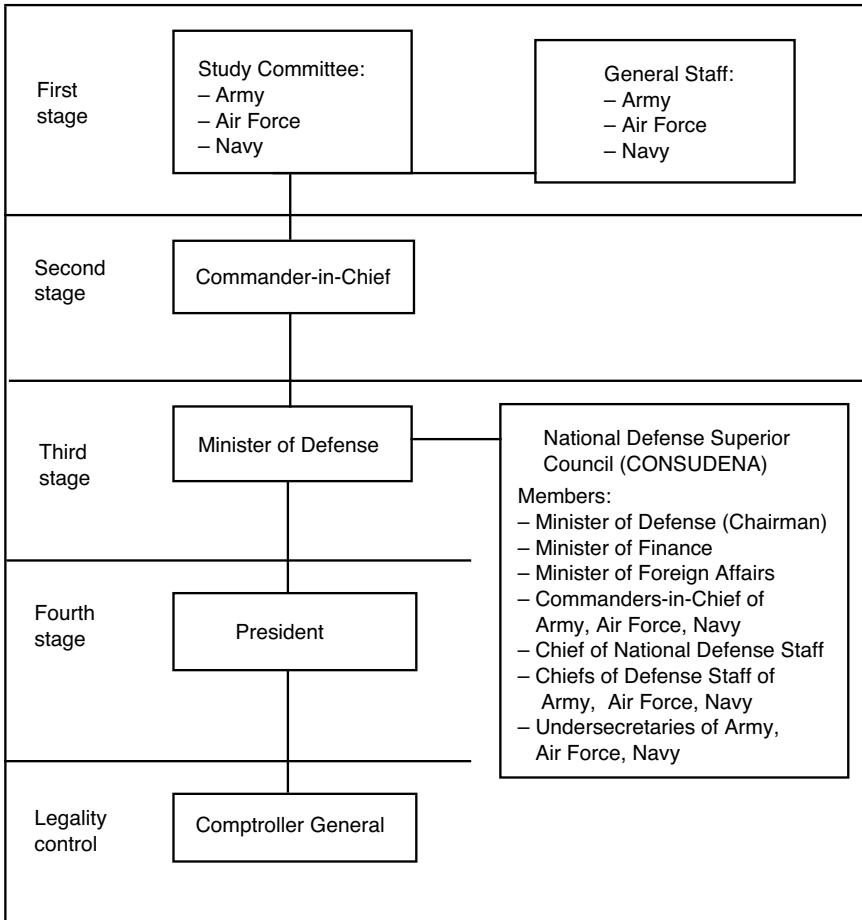 First
stage
Study Committee:
– Army
– Air Force
– Navy
General Staff:
– Army
– Air Force
– Navy
Second
stage
Commander-in-Chief
Third
stage
Minister of Defense
National Defense Superior
Council (CONSUDENA)
Members:
– Minister of Defense (Chairman)
– Minister of Finance
– Minister of Foreign Affairs
– Commanders-in-Chief of
Army, Air Force, Navy
– Chief of National Defense Staff
– Chiefs of Defense Staff of
Army, Air Force, Navy
– Undersecretaries of Army,
Air Force, Navy
Fourth
stage
President
Legality
control
Comptroller General